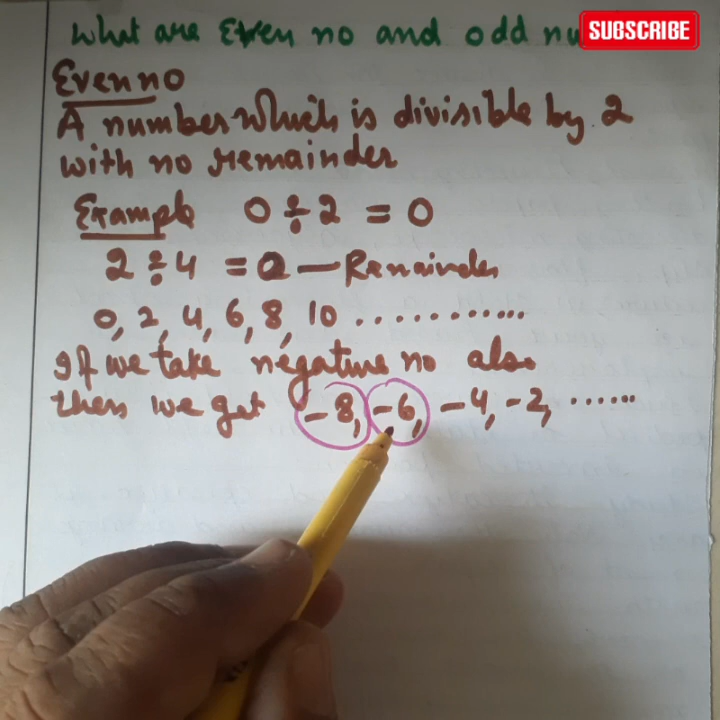 What are Even no and odd nu
SUBSCRIBE
Even no
A number which is divisible by 2
with no remainder
Example 0 ÷ 2 = 0
2 ÷ 4 = 0 — Remainder
0, 2, 4, 6, 8, 10 ............
If we take negative no also
then we get -8, -6, -4, -2, ......